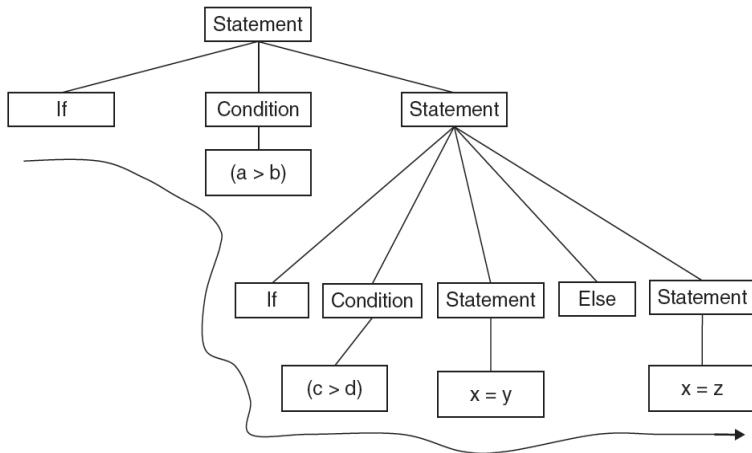 Statement
If
Condition
Statement
(a > b)
If
Condition
Statement
Else
Statement
(c > d)
x = y
x = z